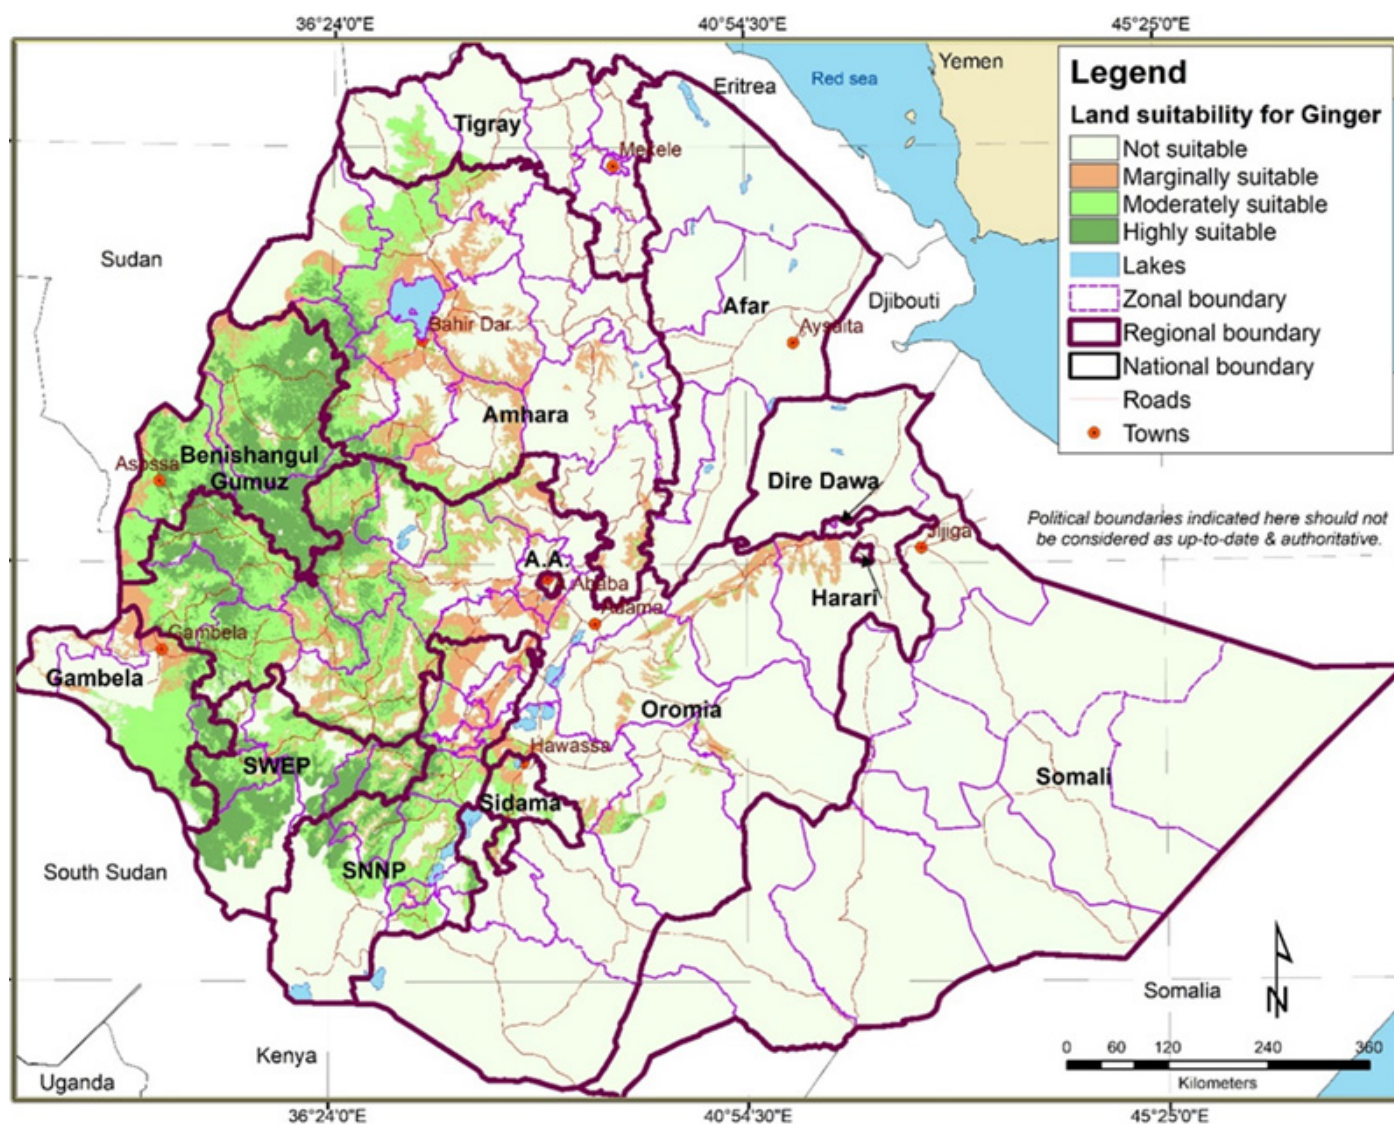 36°24'0"E
40°54'30"E
45°25'0"E
Yemen
Red sea
Eritrea
Legend
Land suitability for Ginger
Not suitable
Marginally suitable
Moderately suitable
Highly suitable
Lakes
Zonal boundary
Regional boundary
National boundary
Roads
Towns
Tigray
Mekele
Sudan
Afar
Djibouti
Aysaita
Bahir Dar
Amhara
Benishangul
Gumuz
Asossa
Dire Dawa
Political boundaries indicated here should not
be considered as up-to-date & authoritative.
Jijiga
A.A.
Ababa
Harari
Adama
Gambela
Gambela
Oromia
Hawassa
SWEP
Somali
Sidama
SNNP
South Sudan
Somalia
N
Kenya
Uganda
0 60 120 240 360
Kilometers
36°24'0"E
40°54'30"E
45°25'0"E